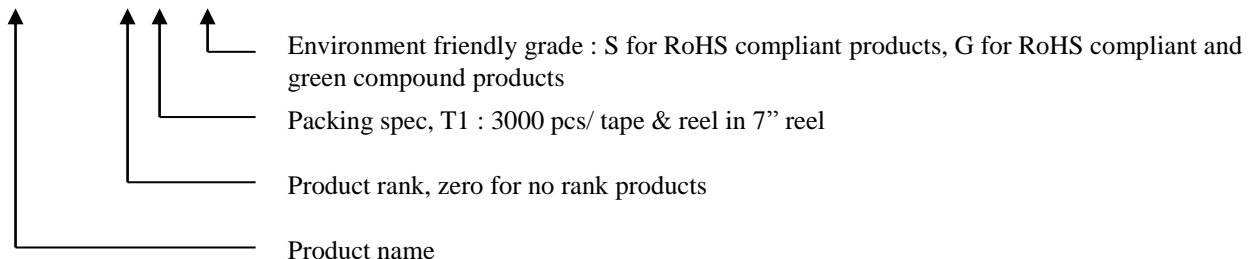 Environment friendly grade : S for RoHS compliant products, G for RoHS compliant and
green compound products
Packing spec, T1 : 3000 pcs/ tape & reel in 7” reel
Product rank, zero for no rank products
Product name